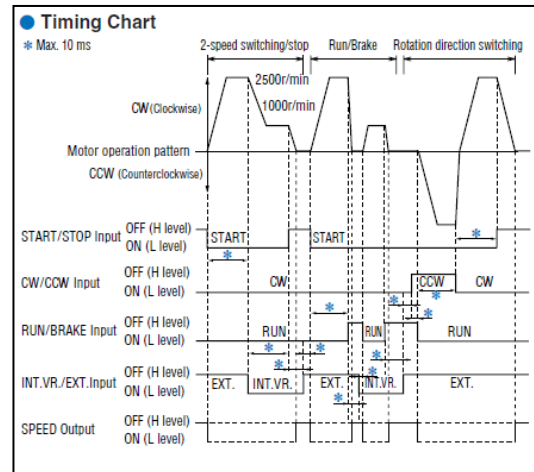 ● Timing Chart
* Max. 10 ms
2-speed switching/stop Run/Brake Rotation direction switching
2500r/min
1000r/min
CW (Clockwise)
Motor operation pattern
CCW (Counterclockwise)
START/STOP Input OFF (H level) ON (L level) START START
*
*
CW/CCW Input OFF (H level) ON (L level) CW CCW CW
*
*
*
*
RUN/BRAKE Input OFF (H level) ON (L level) RUN RUN RUN
*
*
*
*
INT.VR./EXT.Input OFF (H level) ON (L level) EXT. INT.VR. EXT. INT.VR. EXT.
*
*
*
SPEED Output OFF (H level) ON (L level)